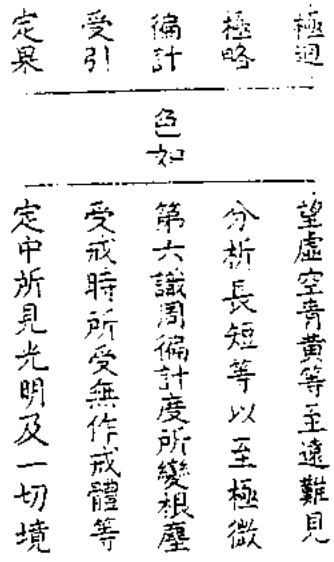 極迥
極略
徧計
受引
定果
色如
望虛空青黃等至遠難見
分析長短等以至極微
第六識周徧計度所變根塵
受戒時所受無作戒體等
定中所見光明及一切境